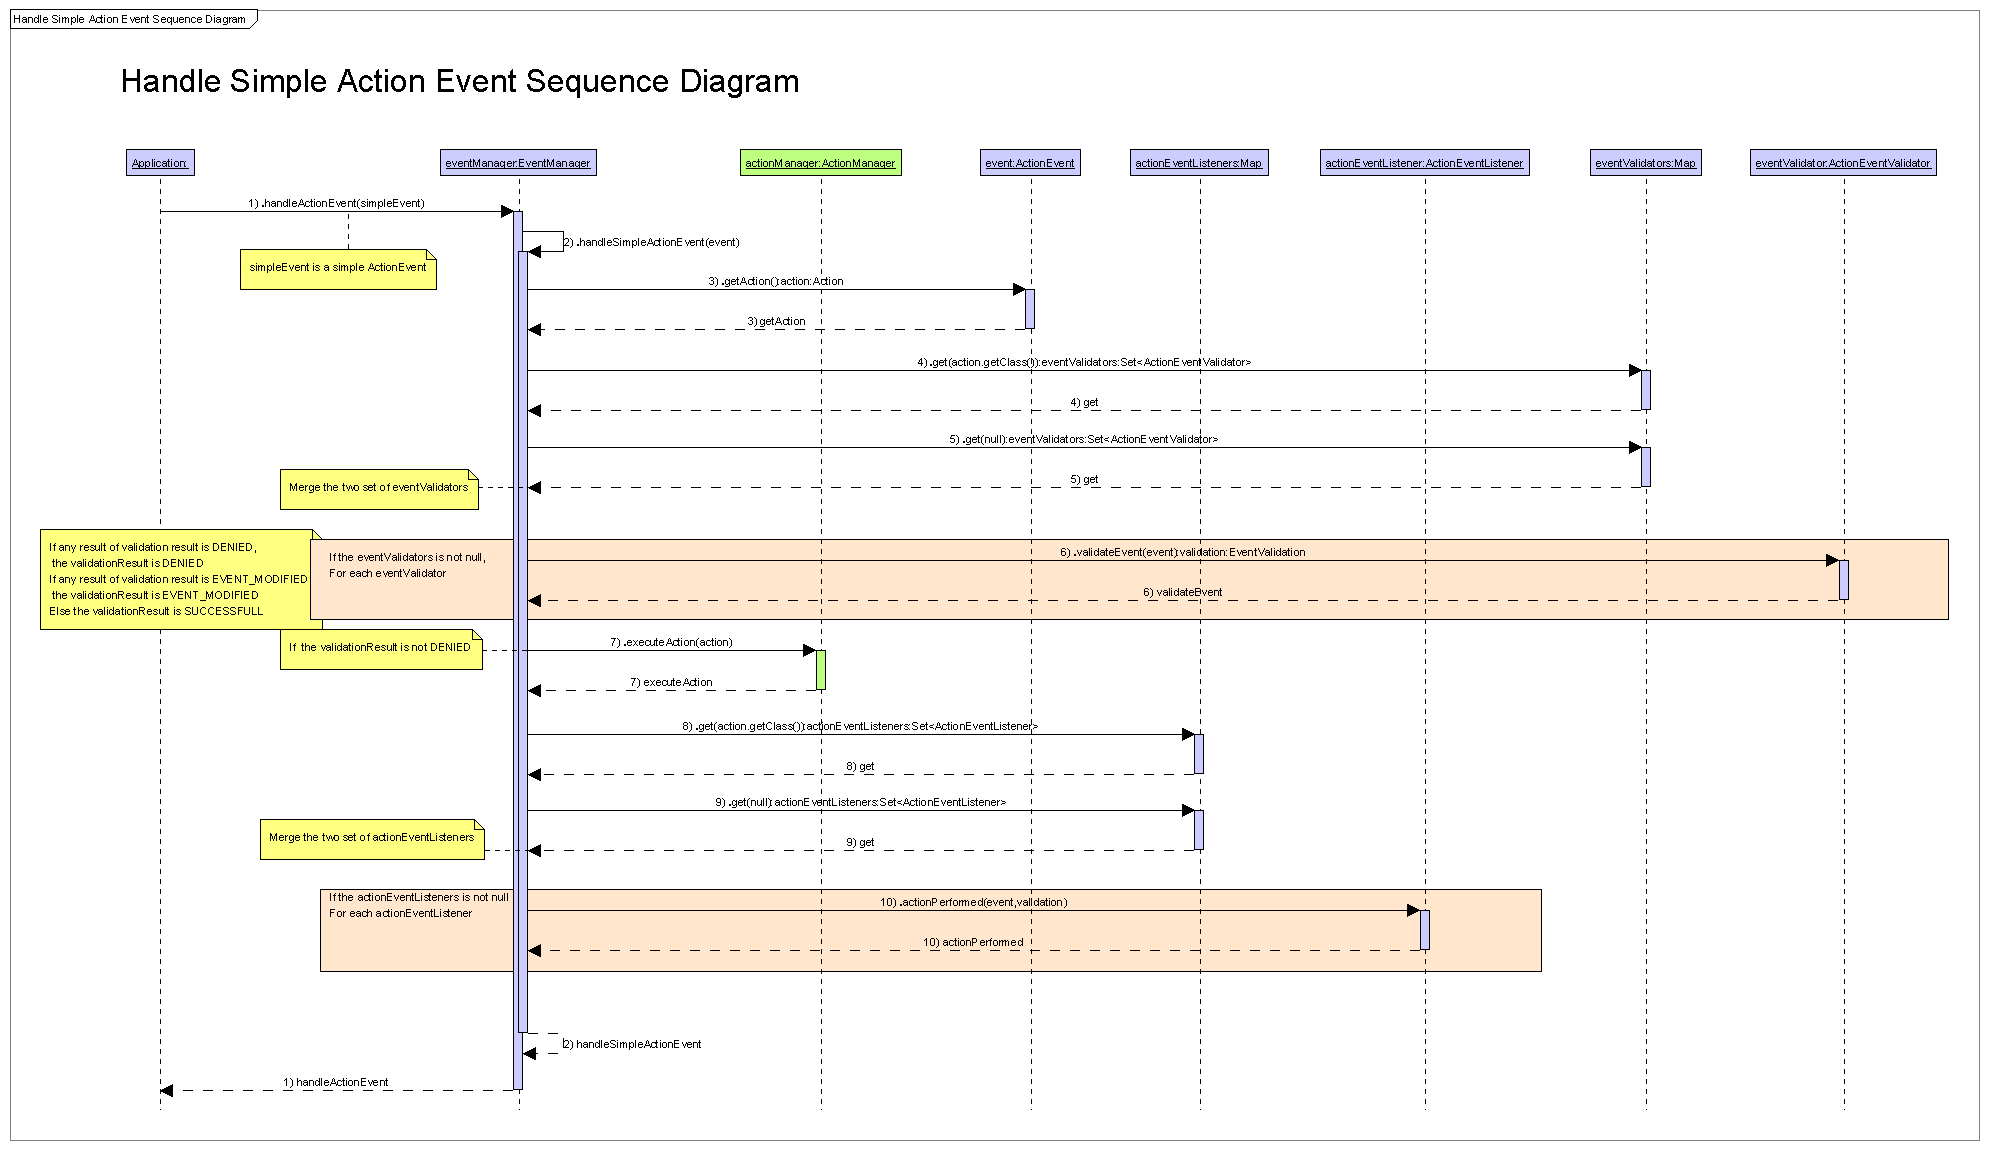 Handle Simple Action Event Sequence Diagram
Handle Simple Action Event Sequence Diagram
Application:
eventManager:EventManager
actionManager:ActionManager
event:ActionEvent
actionEventListeners:Map
actionEventListener:ActionEventListener
eventValidators:Map
eventValidator:ActionEventValidator
1) .handleActionEvent(simpleEvent)
2) .handleSimpleActionEvent(event)
simpleEvent is a simple ActionEvent
3) .getAction():action:Action
3) getAction
4) .get(action.getClass()):eventValidators:Set<ActionEventValidator>
4) get
5) .get(null):eventValidators:Set<ActionEventValidator>
Merge the two set of eventValidators
5) get
If any result of validation result is DENIED,
the validationResult is DENIED
If any result of validation result is EVENT_MODIFIED
the validationResult is EVENT_MODIFIED
Else the validationResult is SUCCESSFULL
If the eventValidators is not null,
For each eventValidator
6) .validateEvent(event):validation:EventValidation
6) validateEvent
If the validationResult is not DENIED
7) .executeAction(action)
7) executeAction
8) .get(action.getClass()):actionEventListeners:Set<ActionEventListener>
8) get
9) .get(null):actionEventListeners:Set<ActionEventListener>
Merge the two set of actionEventListeners
9) get
If the actionEventListeners is not null
For each actionEventListener
10) .actionPerformed(event,validation)
10) actionPerformed
2) handleSimpleActionEvent
1) handleActionEvent